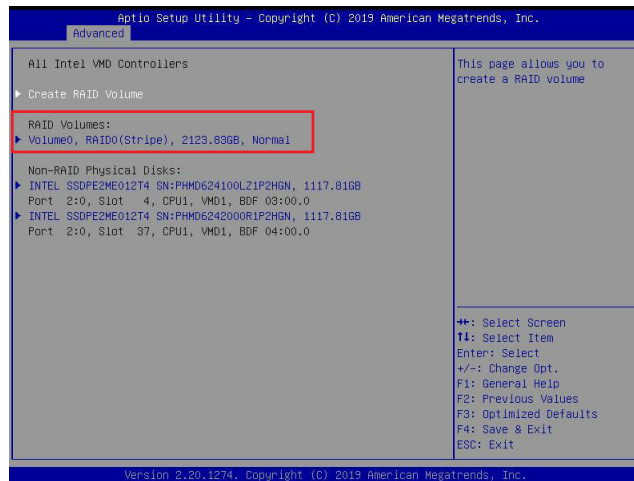 Aptio Setup Utility – Copyright (C) 2019 American Megatrends, Inc.
Advanced
All Intel VMD Controllers
Create RAID Volume
RAID Volumes:
Volume0, RAID0(Stripe), 2123.83GB, Normal
Non-RAID Physical Disks:
INTEL SSDPE2ME012T4 SN:PHMD624100LZ1P2HGN, 1117.81GB
Port 2:0, Slot 4, CPU1, VMD1, BDF 03:00.0
INTEL SSDPE2ME012T4 SN:PHMD6242000R1P2HGN, 1117.81GB
Port 2:0, Slot 37, CPU1, VMD1, BDF 04:00.0
This page allows you to
create a RAID volume
→←: Select Screen
↑↓: Select Item
Enter: Select
+/-: Change Opt.
F1: General Help
F2: Previous Values
F3: Optimized Defaults
F4: Save & Exit
ESC: Exit
Version 2.20.1274. Copyright (C) 2019 American Megatrends, Inc.